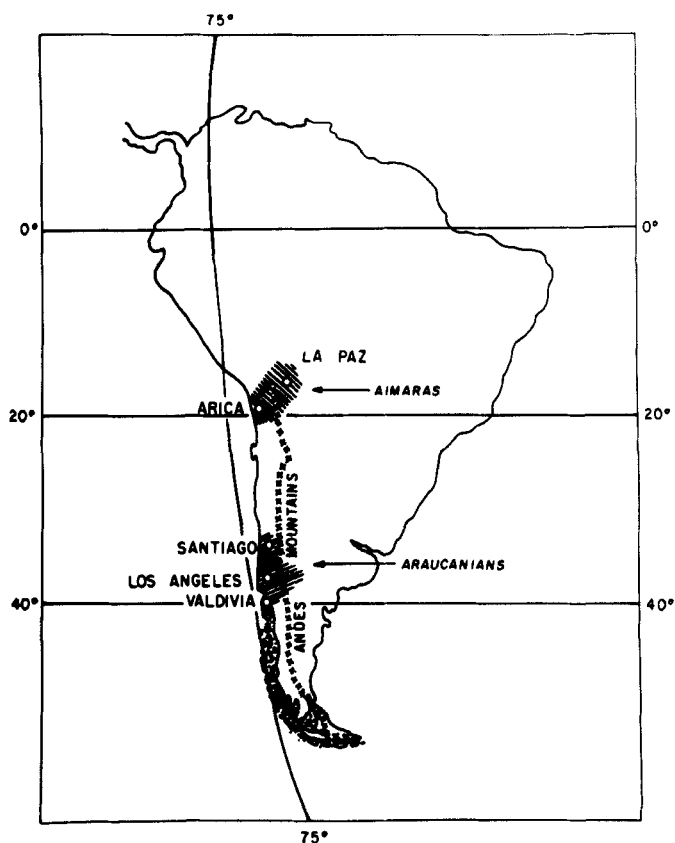 75°
0°
0°
LA PAZ
AIMARAS
ARICA
20°
20°
MOUNTAINS
SANTIAGO
ARAUCANIANS
LOS ANGELES
VALDIVIA
40°
40°
ANDES
75°